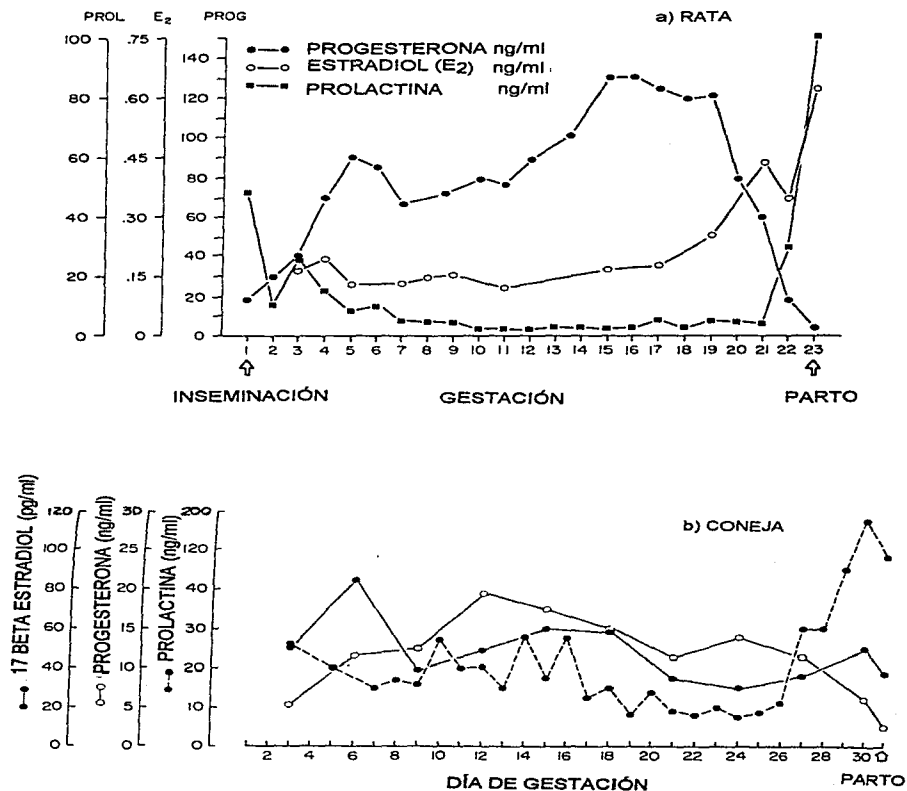 PROL E₂ PROG a) RATA
100 .75
PROGESTERONA ng/ml
ESTRADIOL (E₂) ng/ml
PROLACTINA ng/ml
140
80 .60
120
100
60 .45
80
40 .30
60
40
20 .15
20
0 0 0
1 2 3 4 5 6 7 8 9 10 11 12 13 14 15 16 17 18 19 20 21 22 23
INSEMINACIÓN GESTACIÓN PARTO
17 BETA ESTRADIOL (pg/ml)
PROGESTERONA (ng/ml)
PROLACTINA (ng/ml)
120 30 200
b) CONEJA
100 25 120
80 20 40
60 15 30
40 10 20
20 5 10
0 0 0
2 4 6 8 10 12 14 16 18 20 22 24 26 28 30
DÍA DE GESTACIÓN PARTO